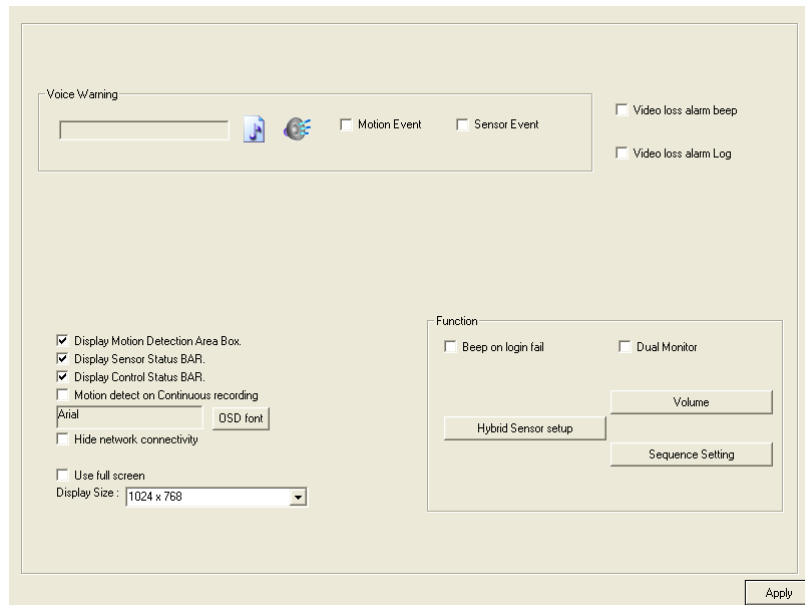 Voice Warning
Motion Event
Sensor Event
Video loss alarm beep
Video loss alarm Log
Display Motion Detection Area Box.
Display Sensor Status BAR.
Display Control Status BAR.
Motion detect on Continuous recording
Arial
OSD font
Hide network connectivity
Use full screen
Display Size :
1024 x 768
Function
Beep on login fail
Dual Monitor
Volume
Hybrid Sensor setup
Sequence Setting
Apply